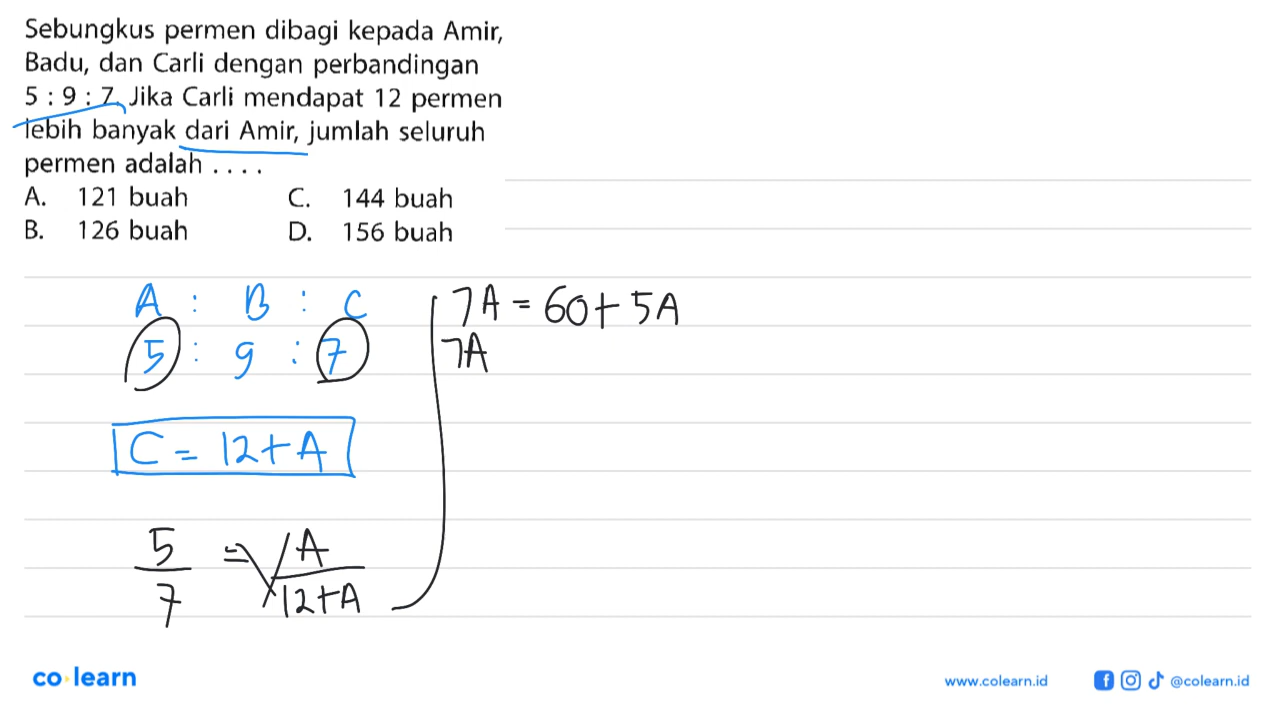 Sebungkus permen dibagi kepada Amir,
Badu, dan Carli dengan perbandingan
5 : 9 : 7. Jika Carli mendapat 12 permen
lebih banyak dari Amir, jumlah seluruh
permen adalah . . . .
A. 121 buah C. 144 buah
B. 126 buah D. 156 buah
A : B : C
5 : 9 : 7
C = 12 + A
5/7 = A/12+A
7A = 60 + 5A
7A
co learn
www.colearn.id @colearn.id